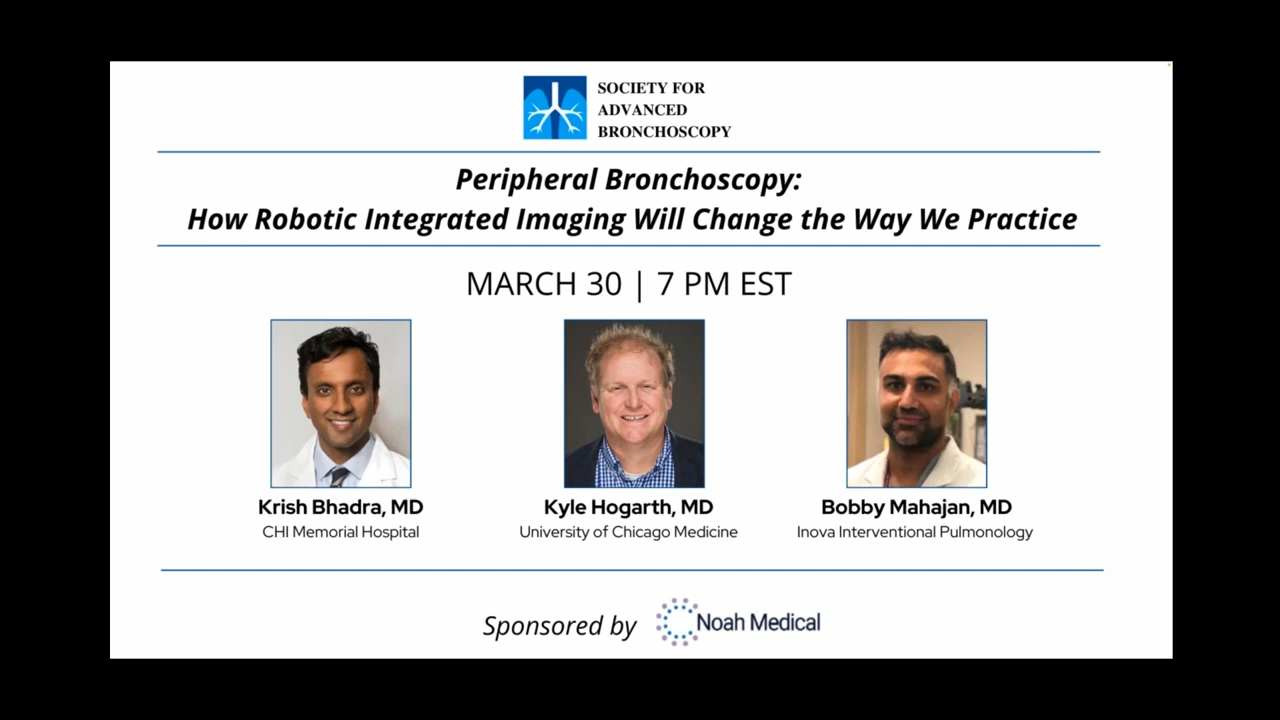 SOCIETY FOR
ADVANCED
BRONCHOSCOPY
Peripheral Bronchoscopy:
How Robotic Integrated Imaging Will Change the Way We Practice
MARCH 30 | 7 PM EST
Krish Bhadra, MD
CHI Memorial Hospital
Kyle Hogarth, MD
University of Chicago Medicine
Bobby Mahajan, MD
Inova Interventional Pulmonology
Sponsored by
Noah Medical